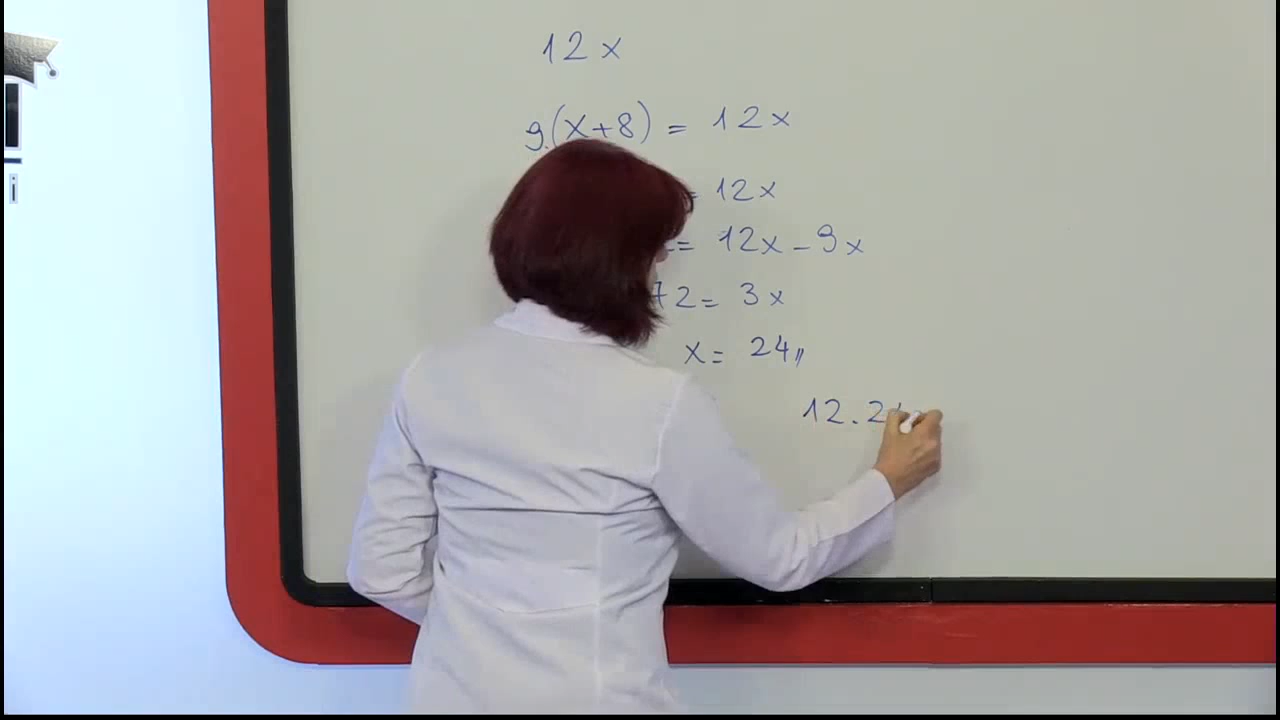 12x
9.(x+8) = 12x
= 12x
= 12x - 9x
72 = 3x
x = 24
12.2
i